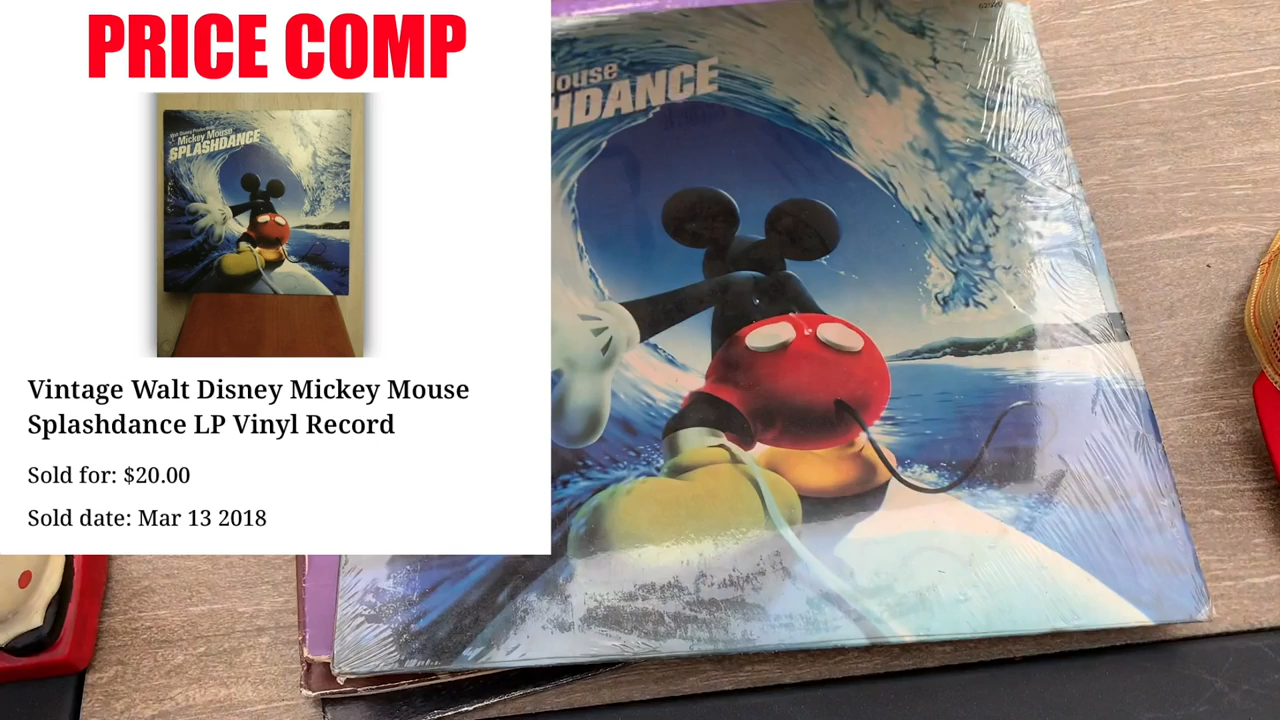 PRICE COMP
Mickey Mouse
SPLASHDANCE
Vintage Walt Disney Mickey Mouse
Splashdance LP Vinyl Record
Sold for: $20.00
Sold date: Mar 13 2018
ouse
HDANCE